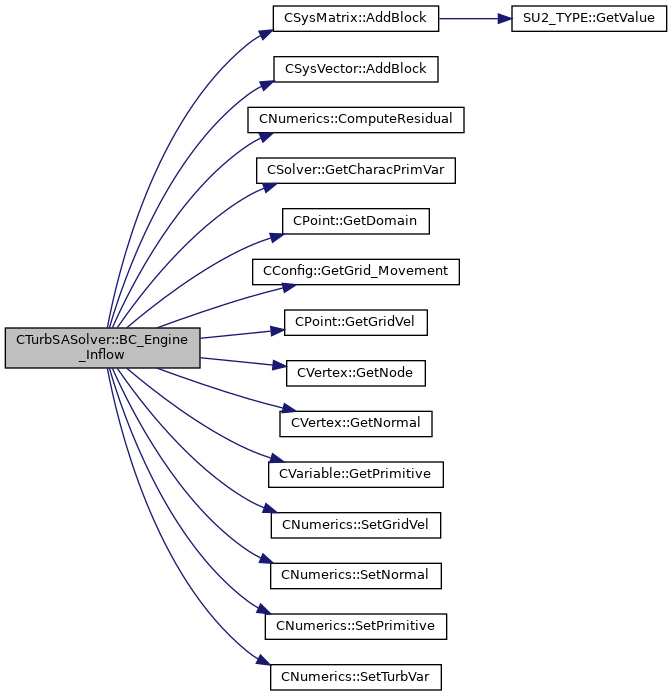 CSysMatrix::AddBlock
SU2_TYPE::GetValue
CSysVector::AddBlock
CNumerics::ComputeResidual
CSolver::GetCharacPrimVar
CPoint::GetDomain
CConfig::GetGrid_Movement
CPoint::GetGridVel
CTurbSASolver::BC_Engine
_Inflow
CVertex::GetNode
CVertex::GetNormal
CVariable::GetPrimitive
CNumerics::SetGridVel
CNumerics::SetNormal
CNumerics::SetPrimitive
CNumerics::SetTurbVar